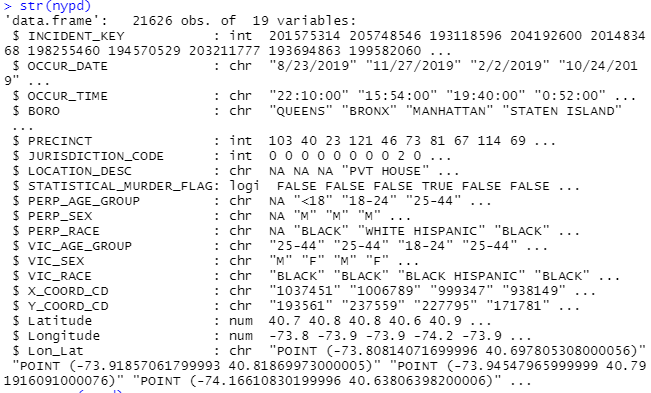 > str(nypd)
'data.frame':   21626 obs. of  19 variables:
 $ INCIDENT_KEY           : int  201575314 205748546 193118596 204192600 2014834
68 198255460 194570529 203211777 193694863 199582060 ...
 $ OCCUR_DATE             : chr  "8/23/2019" "11/27/2019" "2/2/2019" "10/24/201
9" ...
 $ OCCUR_TIME             : chr  "22:10:00" "15:54:00" "19:40:00" "0:52:00" ...
 $ BORO                   : chr  "QUEENS" "BRONX" "MANHATTAN" "STATEN ISLAND"
...
 $ PRECINCT               : int  103 40 23 121 46 73 81 67 114 69 ...
 $ JURISDICTION_CODE      : int  0 0 0 0 0 0 0 0 2 0 ...
 $ LOCATION_DESC          : chr  NA NA NA "PVT HOUSE" ...
 $ STATISTICAL_MURDER_FLAG: logi  FALSE FALSE FALSE TRUE FALSE FALSE ...
 $ PERP_AGE_GROUP         : chr  NA "<18" "18-24" "25-44" ...
 $ PERP_SEX               : chr  NA "M" "M" "M" ...
 $ PERP_RACE              : chr  NA "BLACK" "WHITE HISPANIC" "BLACK" ...
 $ VIC_AGE_GROUP          : chr  "25-44" "25-44" "18-24" "25-44" ...
 $ VIC_SEX                : chr  "M" "F" "M" "F" ...
 $ VIC_RACE               : chr  "BLACK" "BLACK" "BLACK HISPANIC" "BLACK" ...
 $ X_COORD_CD             : chr  "1037451" "1006789" "999347" "938149" ...
 $ Y_COORD_CD             : chr  "193561" "237559" "227795" "171781" ...
 $ Latitude               : num  40.7 40.8 40.8 40.6 40.9 ...
 $ Longitude              : num  -73.8 -73.9 -73.9 -74.2 -73.9 ...
 $ Lon_Lat                : chr  "POINT (-73.80814071699996 40.697805308000056)"
 "POINT (-73.91857061799993 40.81869973000005)" "POINT (-73.94547965999999 40.79
1916091000076)" "POINT (-74.16610830199996 40.63806398200006)" ...